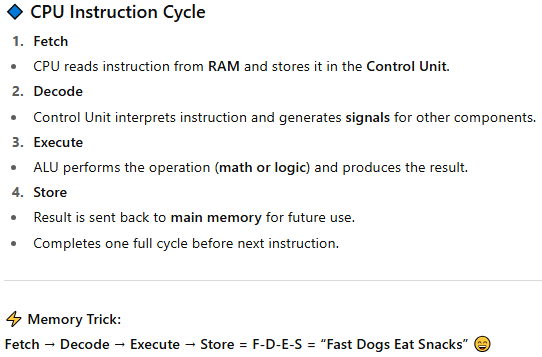 🔷 CPU Instruction Cycle
1. Fetch
• CPU reads instruction from RAM and stores it in the Control Unit.
2. Decode
• Control Unit interprets instruction and generates signals for other components.
3. Execute
• ALU performs the operation (math or logic) and produces the result.
4. Store
• Result is sent back to main memory for future use.
• Completes one full cycle before next instruction.
⚡ Memory Trick:
Fetch → Decode → Execute → Store = F-D-E-S = “Fast Dogs Eat Snacks” 😄